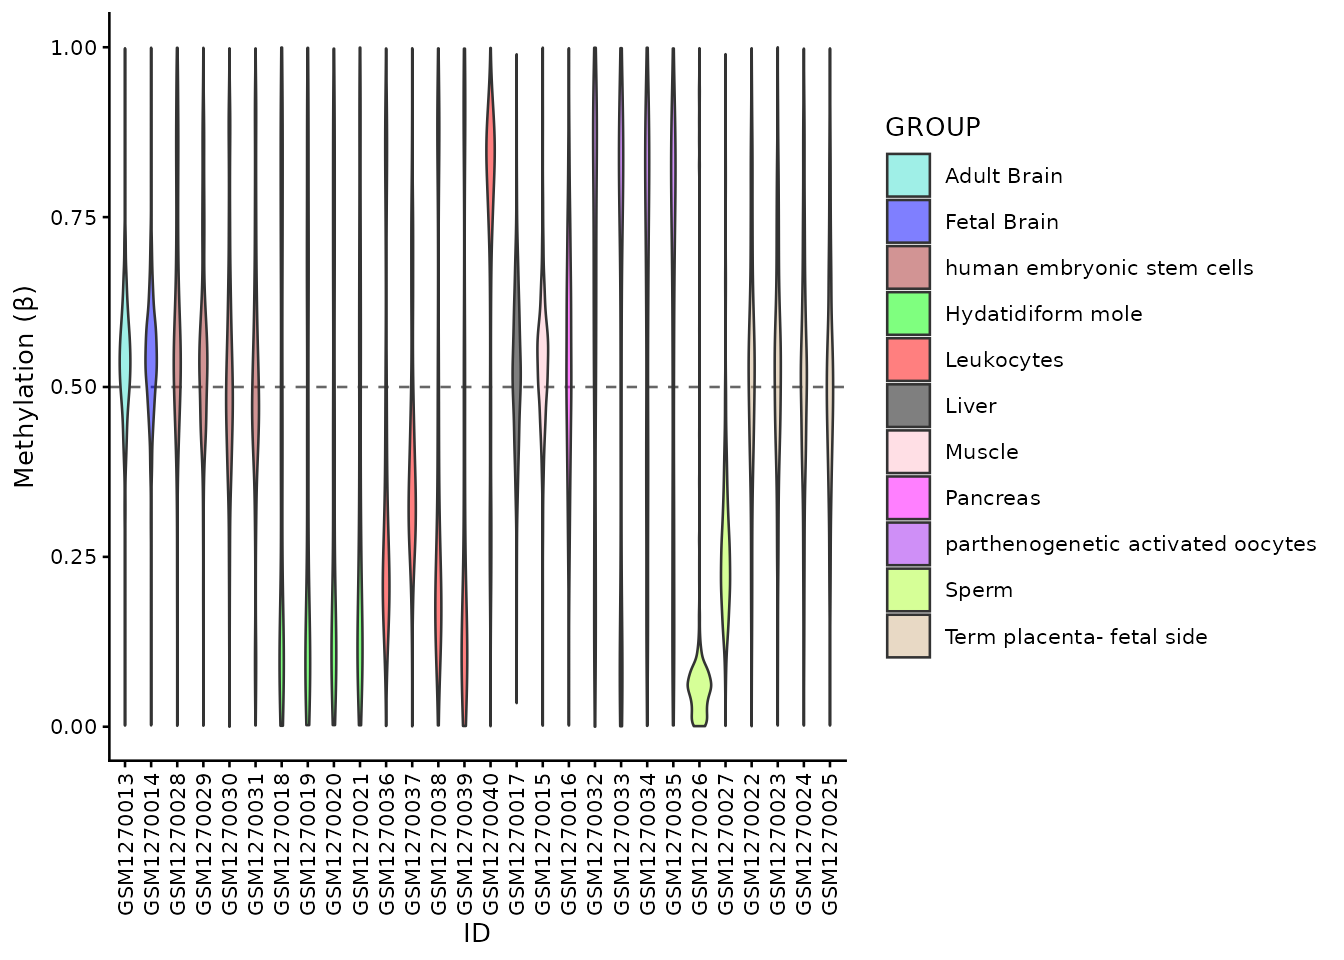 1.00
0.75
0.50
0.25
0.00
Methylation (β)
GSM1270013
GSM1270014
GSM1270028
GSM1270029
GSM1270030
GSM1270031
GSM1270018
GSM1270019
GSM1270020
GSM1270021
GSM1270036
GSM1270037
GSM1270038
GSM1270039
GSM1270040
GSM1270017
GSM1270015
GSM1270016
GSM1270032
GSM1270033
GSM1270034
GSM1270035
GSM1270026
GSM1270027
GSM1270022
GSM1270023
GSM1270024
GSM1270025
ID
GROUP
Adult Brain
Fetal Brain
human embryonic stem cells
Hydatidiform mole
Leukocytes
Liver
Muscle
Pancreas
parthenogenetic activated oocytes
Sperm
Term placenta- fetal side